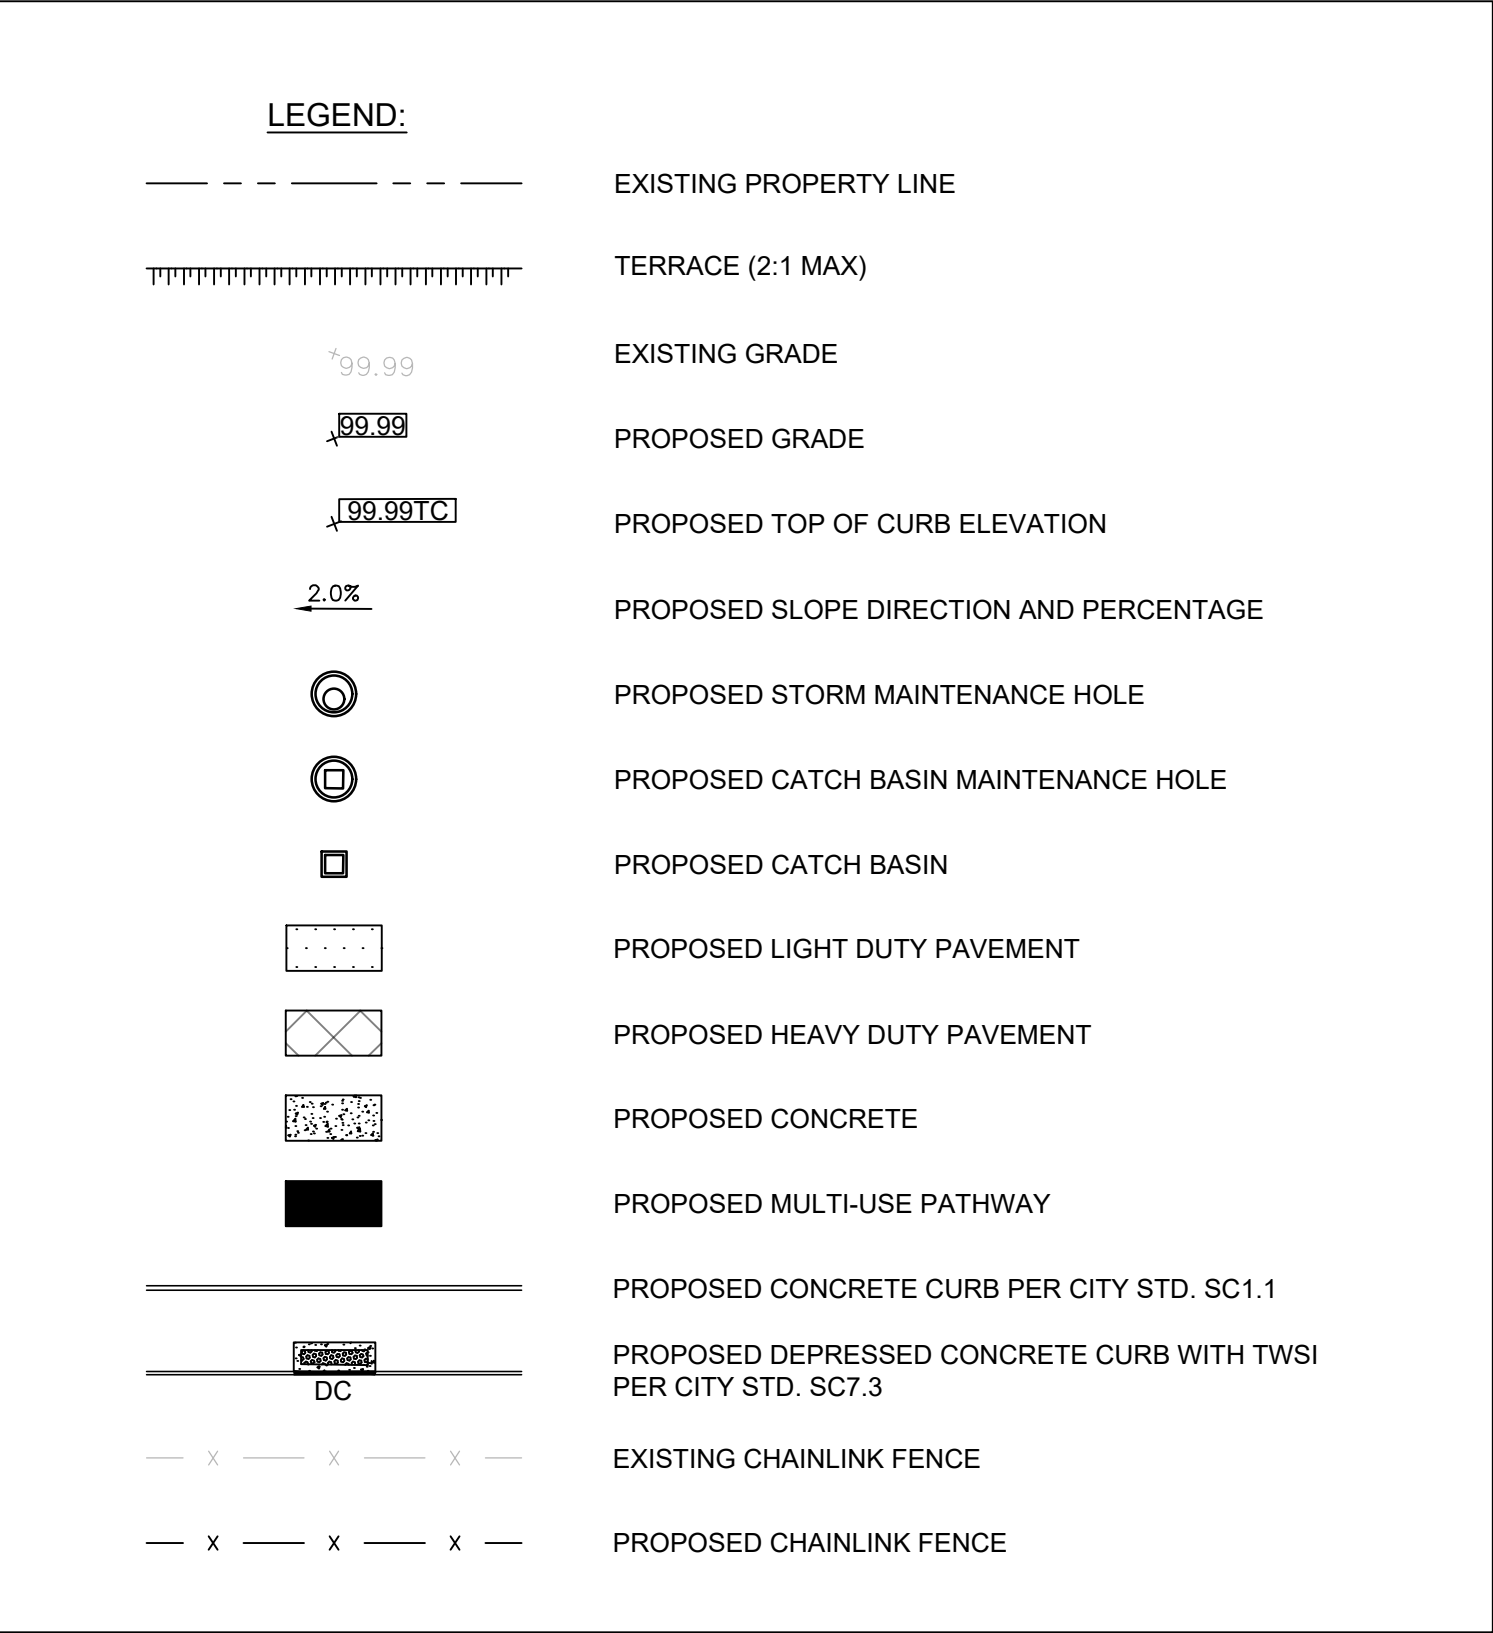 LEGEND:
EXISTING PROPERTY LINE
TERRACE (2:1 MAX)
99.99 EXISTING GRADE
99.99 PROPOSED GRADE
99.99TC PROPOSED TOP OF CURB ELEVATION
2.0% PROPOSED SLOPE DIRECTION AND PERCENTAGE
PROPOSED STORM MAINTENANCE HOLE
PROPOSED CATCH BASIN MAINTENANCE HOLE
PROPOSED CATCH BASIN
PROPOSED LIGHT DUTY PAVEMENT
PROPOSED HEAVY DUTY PAVEMENT
PROPOSED CONCRETE
PROPOSED MULTI-USE PATHWAY
PROPOSED CONCRETE CURB PER CITY STD. SC1.1
PROPOSED DEPRESSED CONCRETE CURB WITH TWSI
DC PER CITY STD. SC7.3
X X X EXISTING CHAINLINK FENCE
X X X PROPOSED CHAINLINK FENCE